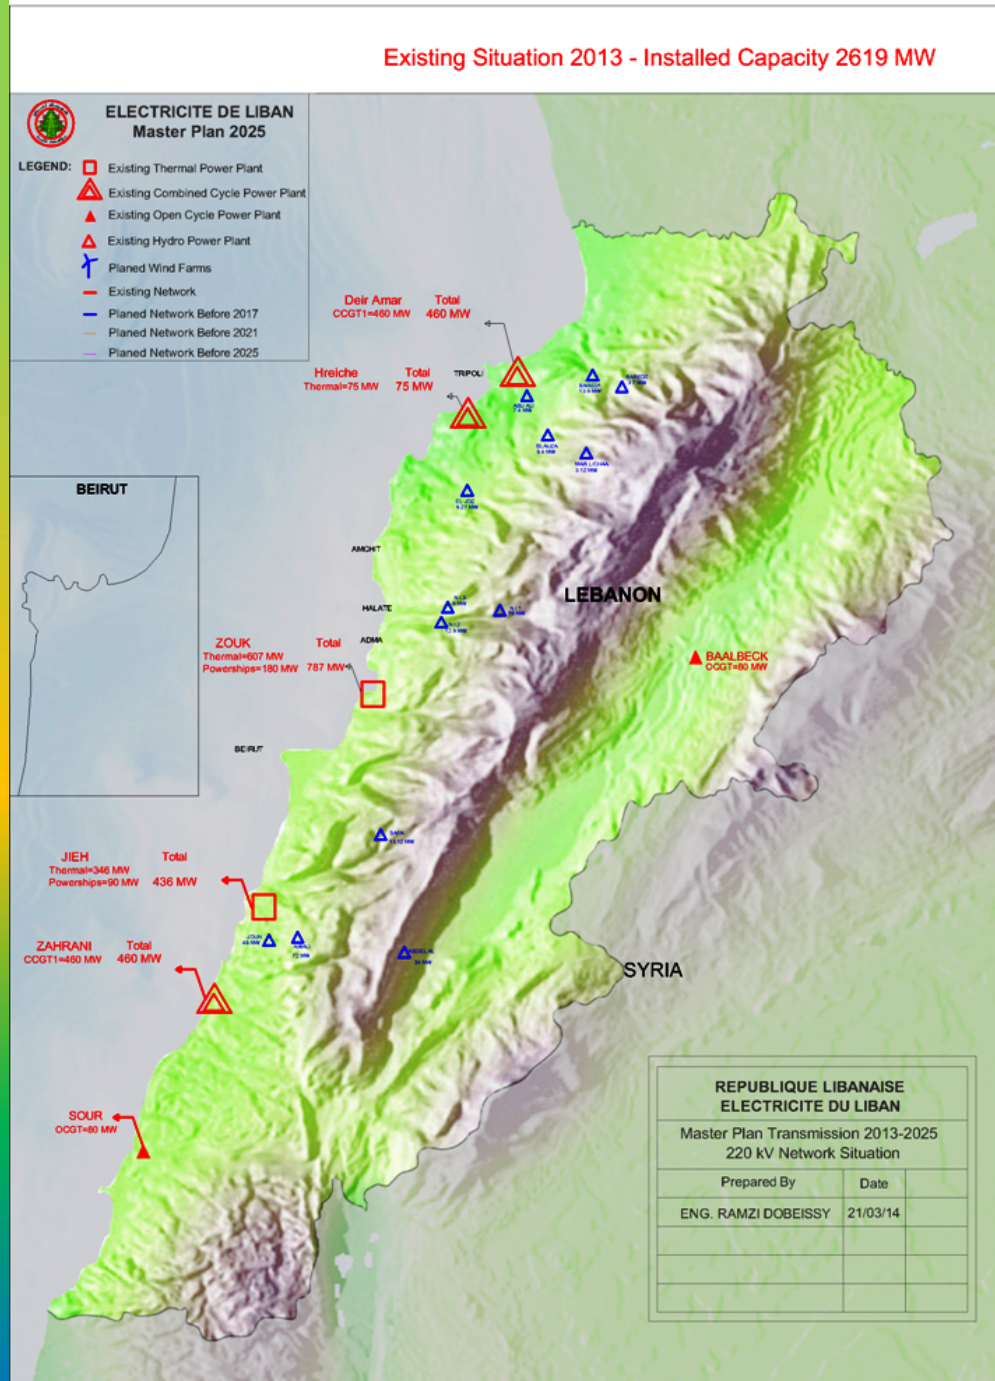 Existing Situation 2013 - Installed Capacity 2619 MW
ELECTRICITE DE LIBAN
Master Plan 2025
LEGEND:
Existing Thermal Power Plant
Existing Combined Cycle Power Plant
Existing Open Cycle Power Plant
Existing Hydro Power Plant
Planed Wind Farms
Existing Network
Planed Network Before 2017
Planed Network Before 2021
Planed Network Before 2025
Deir Amar Total
CCGT1=460 MW 460 MW
Hreiche Total
Thermal=75 MW 75 MW
TRIPOLI
BEIRUT
AMCHIT
HALATE
ADMA
LEBANON
ZOUK Total
Thermal=607 MW
Powerships=180 MW 787 MW
BAALBECK
OCGT=80 MW
BEIRUT
SAFA
JIEH Total
Thermal=346 MW
Powerships=90 MW 436 MW
JOUN
48 MW
AWALI
ABDELAL
ZAHRANI Total
CCGT1=460 MW 460 MW
SYRIA
SOUR
OCGT=80 MW
REPUBLIQUE LIBANAISE
ELECTRICITE DU LIBAN
Master Plan Transmission 2013-2025
220 kV Network Situation
Prepared By Date
ENG. RAMZI DOBEISSY 21/03/14